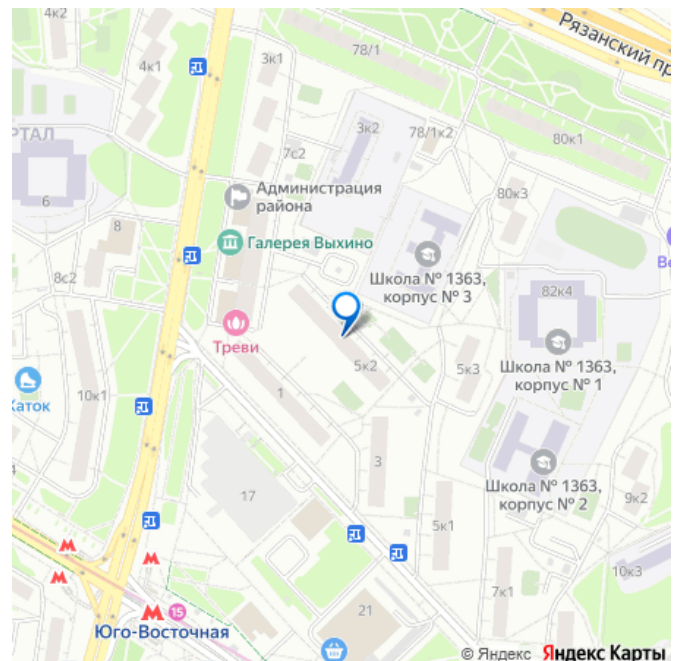 4к2
4к1
3к1
78/1
Рязанский пр
РТАЛ
7с2
3к2
78/1к2
80к1
6
Администрация
района
80к3
8
Галерея Выхино
Ве
8с2
Школа № 1363,
корпус № 3
82к4
Треви
5к2
5к3
Школа № 1363,
корпус № 1
Каток
10к1
1
4
3
17
Школа № 1363,
корпус № 2
9к2
5к1
10к3
7к1
21
15
Юго-Восточная
© Яндекс Яндекс Карты